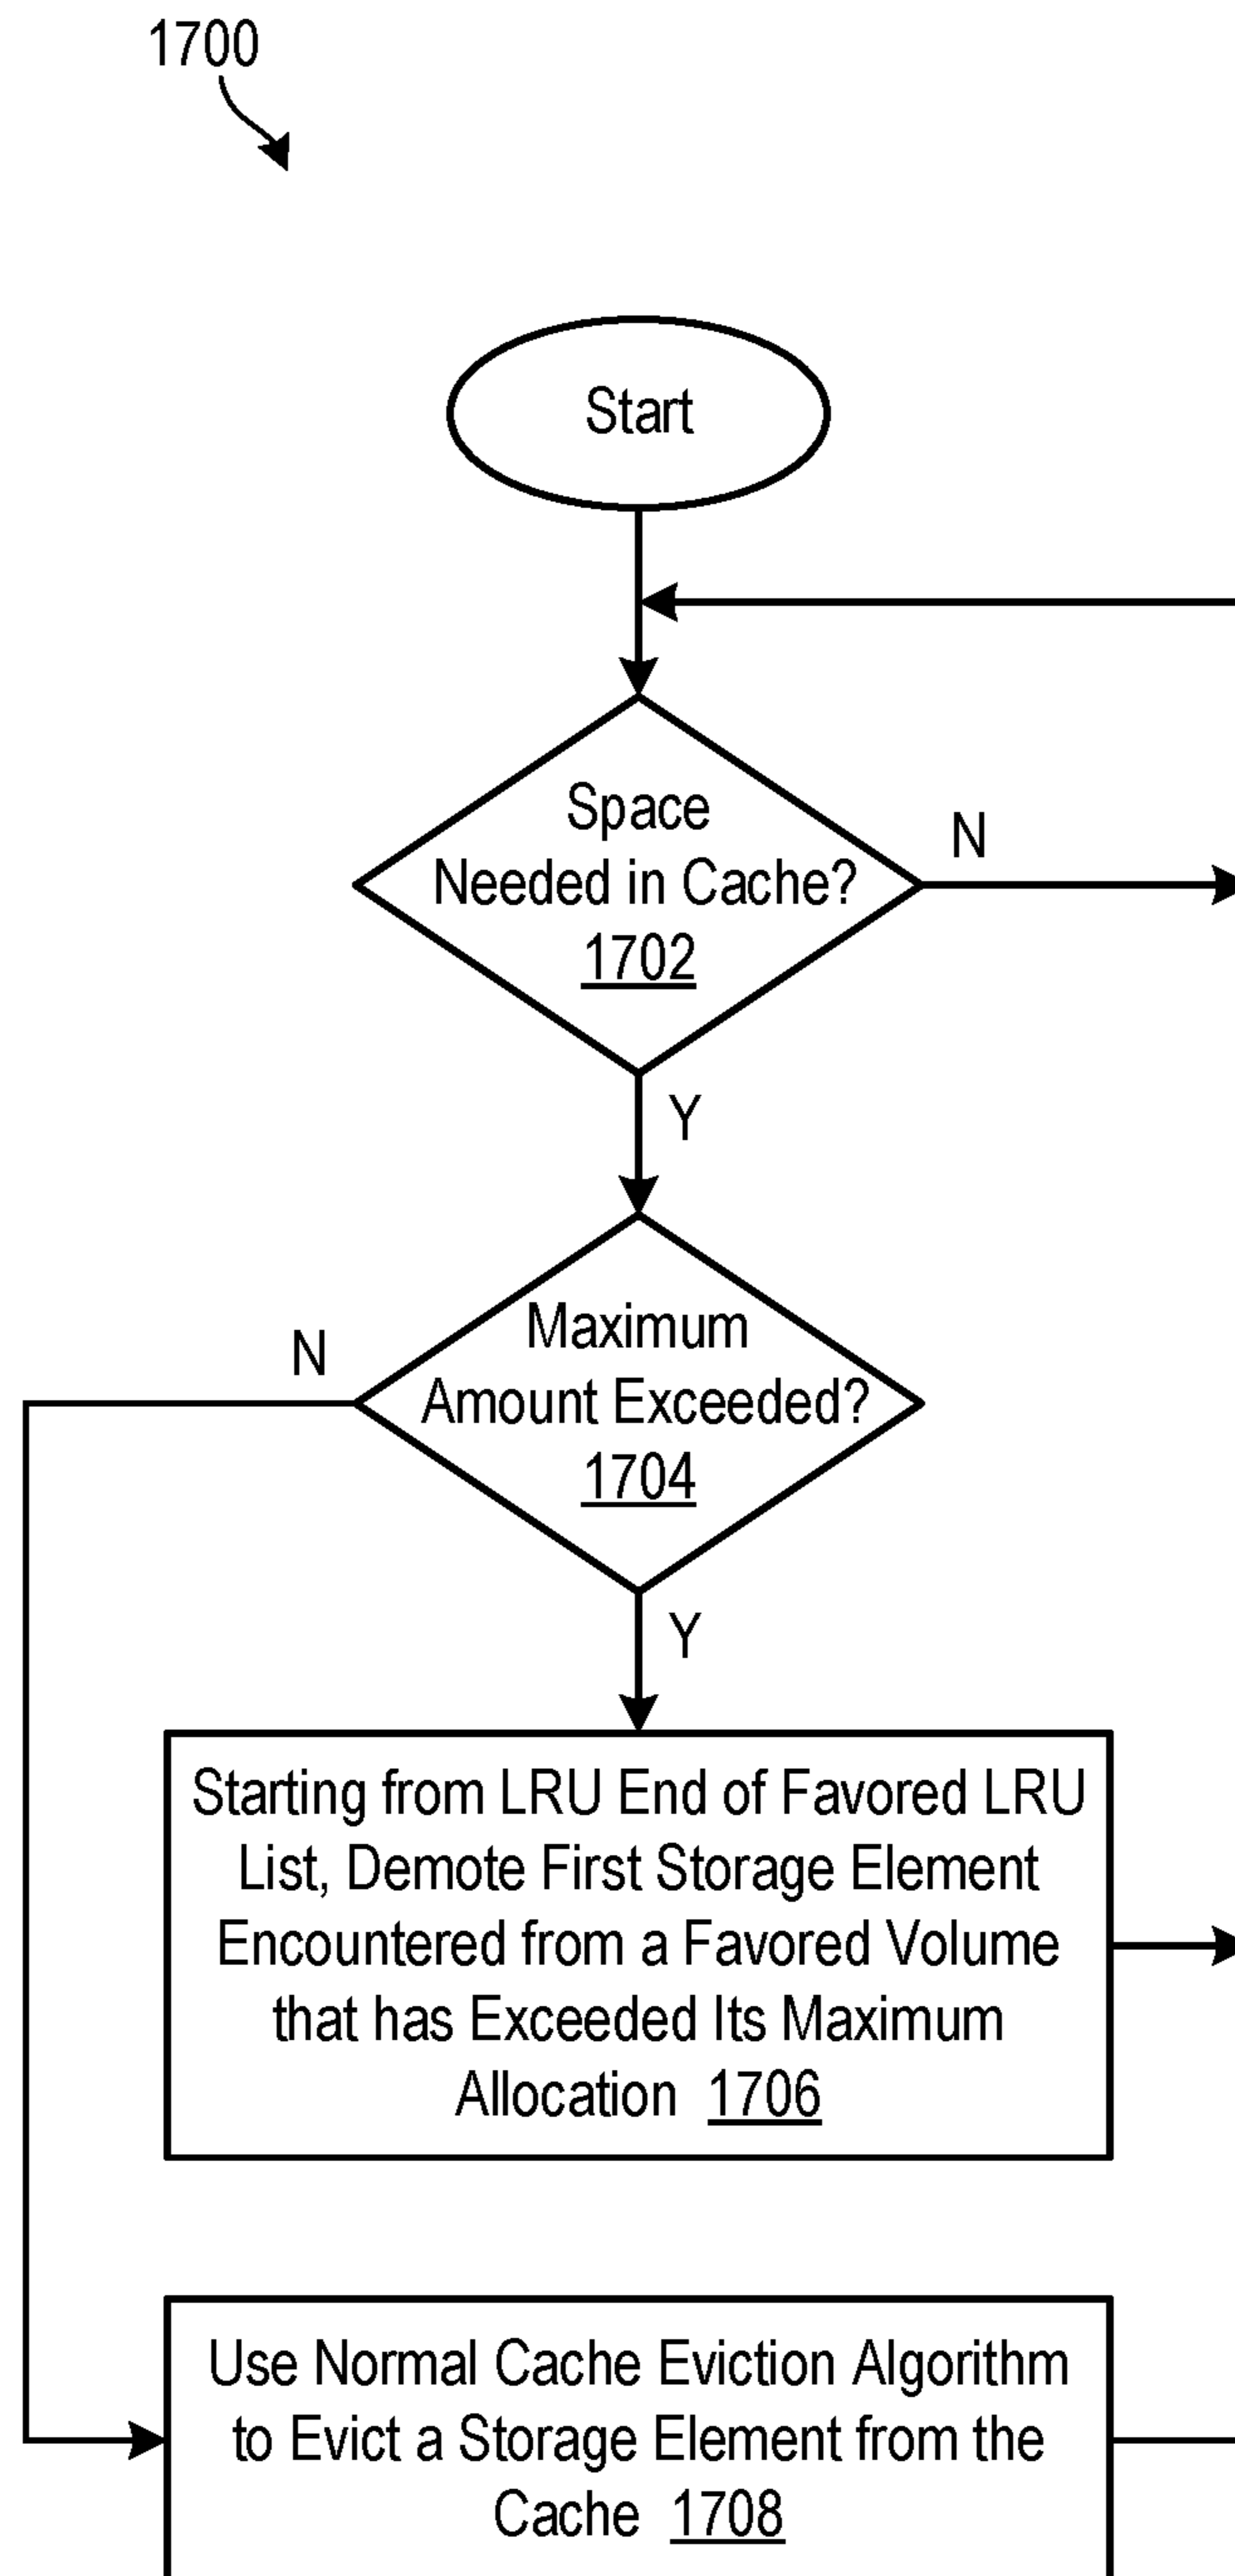 1700
Start
Space
Needed in Cache?
1702
N
Y
Maximum
Amount Exceeded?
1704
N
Y
Starting from LRU End of Favored LRU
List, Demote First Storage Element
Encountered from a Favored Volume
that has Exceeded Its Maximum
Allocation 1706
Use Normal Cache Eviction Algorithm
to Evict a Storage Element from the
Cache 1708